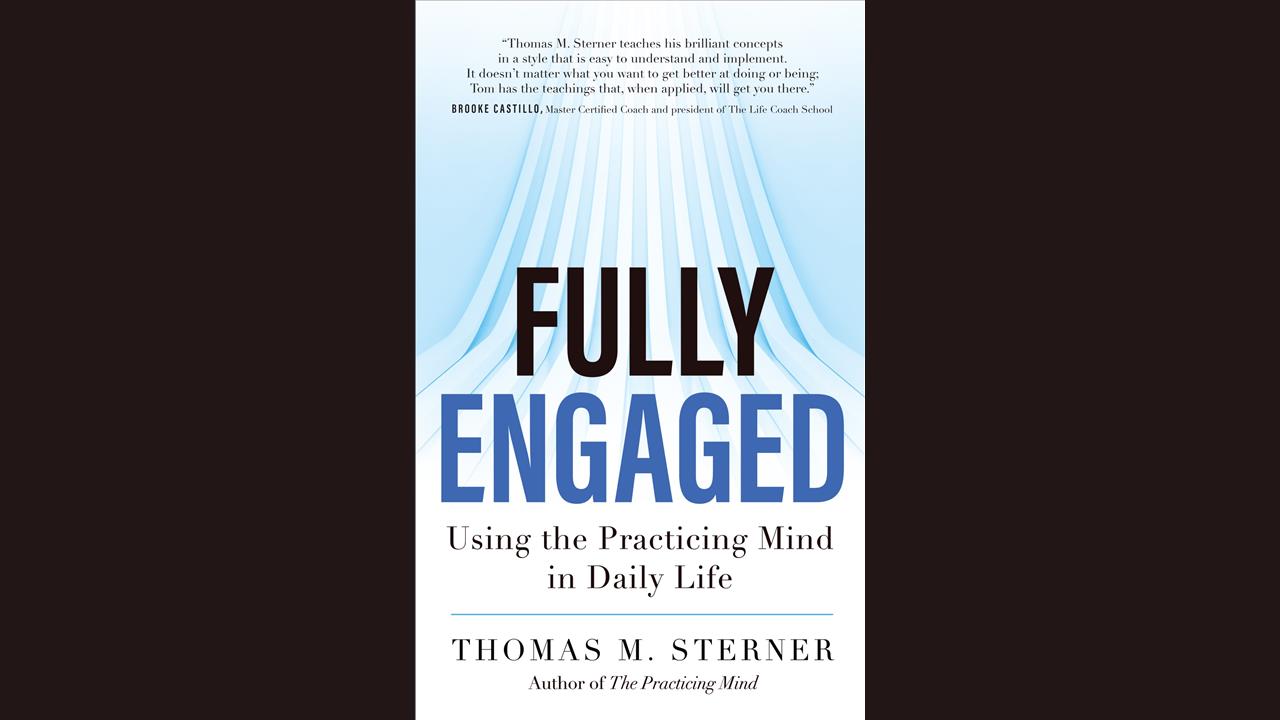 “Thomas M. Sterner teaches his brilliant concepts
in a style that is easy to understand and implement.
It doesn’t matter what you want to get better at doing or being;
Tom has the teachings that, when applied, will get you there.”
BROOKE CASTILLO, Master Certified Coach and president of The Life Coach School
FULLY
ENGAGED
Using the Practicing Mind
in Daily Life
THOMAS M. STERNER
Author of The Practicing Mind